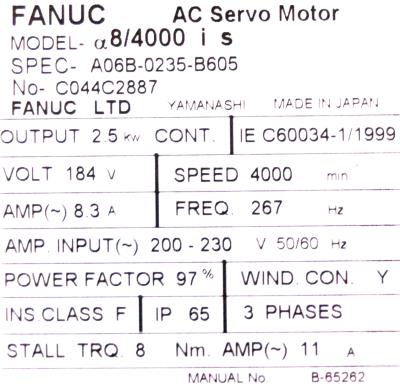 FANUC AC Servo Motor
MODEL- α8/4000 i s
SPEC- A06B-0235-B605
No- C044C2887
FANUC LTD YAMANASHI MADE IN JAPAN
OUTPUT 2.5 kw CONT. IE C60034-1/1999
VOLT 184 V SPEED 4000 min
AMP(~) 8.3 A FREQ. 267 Hz
AMP. INPUT(~) 200 - 230 V 50/60 Hz
POWER FACTOR 97 % WIND. CON. Y
INS.CLASS F IP 65 3 PHASES
STALL TRQ. 8 Nm. AMP(~) 11 A
MANUAL No. B-65262